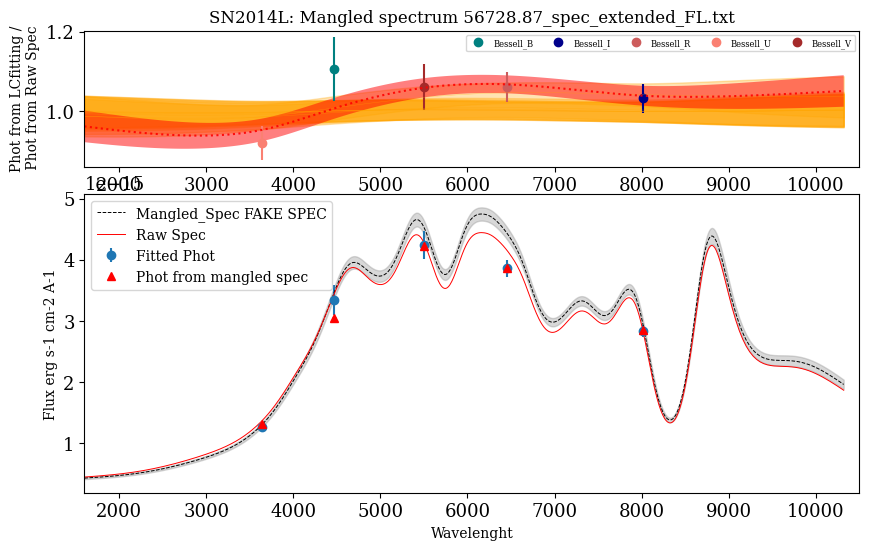 SN2014L: Mangled spectrum 56728.87_spec_extended_FL.txt
Phot from LCfitting /
Phot from Raw Spec
1.2
1.0
Bessell_B
Bessell_I
Bessell_R
Bessell_U
Bessell_V
2000 3000 4000 5000 6000 7000 8000 9000 10000
Flux erg s-1 cm-2 A-1
5
4
3
2
1
Mangled_Spec FAKE SPEC
Raw Spec
Fitted Phot
Phot from mangled spec
2000 3000 4000 5000 6000 7000 8000 9000 10000
Wavelenght